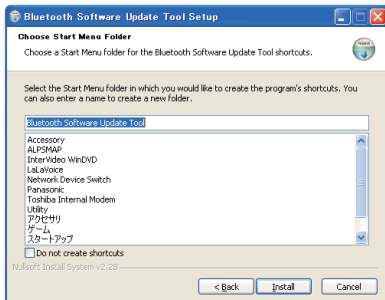 Bluetooth Software Update Tool Setup
Choose Start Menu Folder
Choose a Start Menu folder for the Bluetooth Software Update Tool shortcuts.
Select the Start Menu folder in which you would like to create the program's shortcuts. You
can also enter a name to create a new folder.
Bluetooth Software Update Tool
Accessory
ALPSMAP
InterVideo WinDVD
LaLaVoice
Network Device Switch
Panasonic
Toshiba Internal Modem
Utility
アクセサリ
ゲーム
スタートアップ
Do not create shortcuts
Nullsoft Install System v2.28
< Back
Install
Cancel